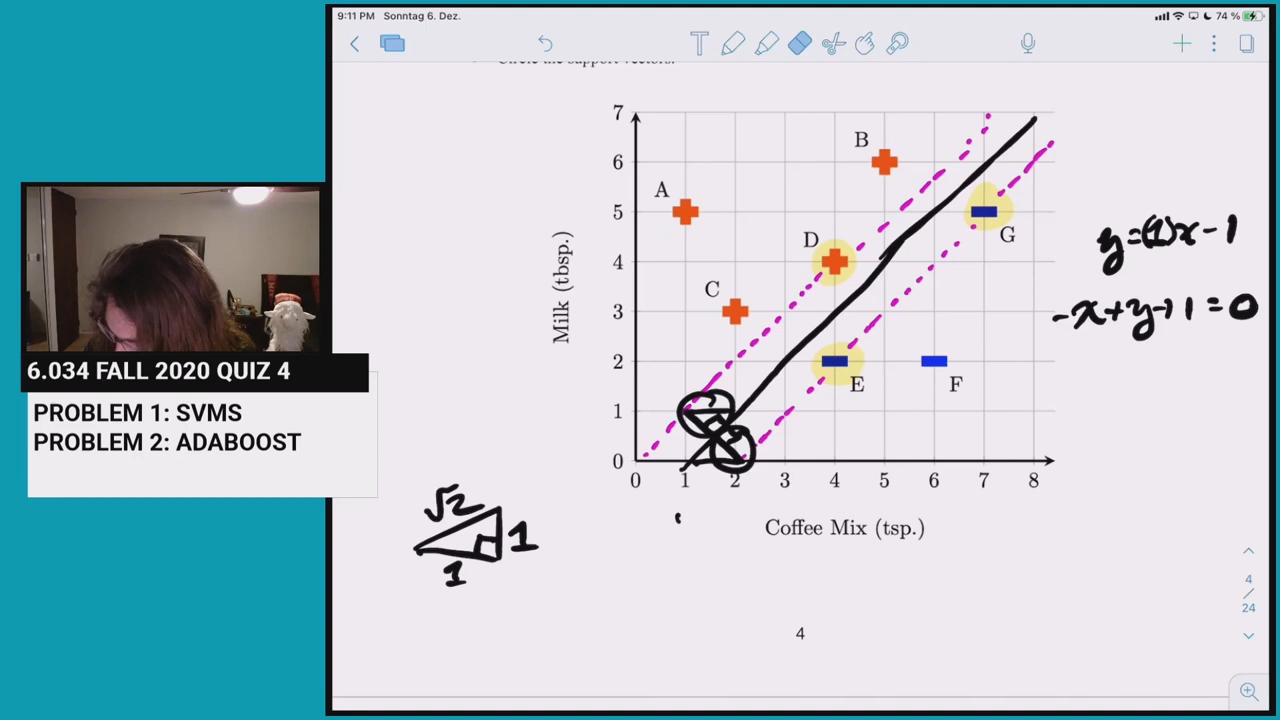 9:11 PM Sonntag 6. Dez.
74 %
Circle the support vectors.
7
6
5
4
3
2
1
0
0 1 2 3 4 5 6 7 8
Milk (tbsp.)
Coffee Mix (tsp.)
A
B
C
D
E
F
G
y=(1)x-1
-x+y+1=0
√2
1
1
4
4
/
24
6.034 FALL 2020 QUIZ 4
PROBLEM 1: SVMS
PROBLEM 2: ADABOOST